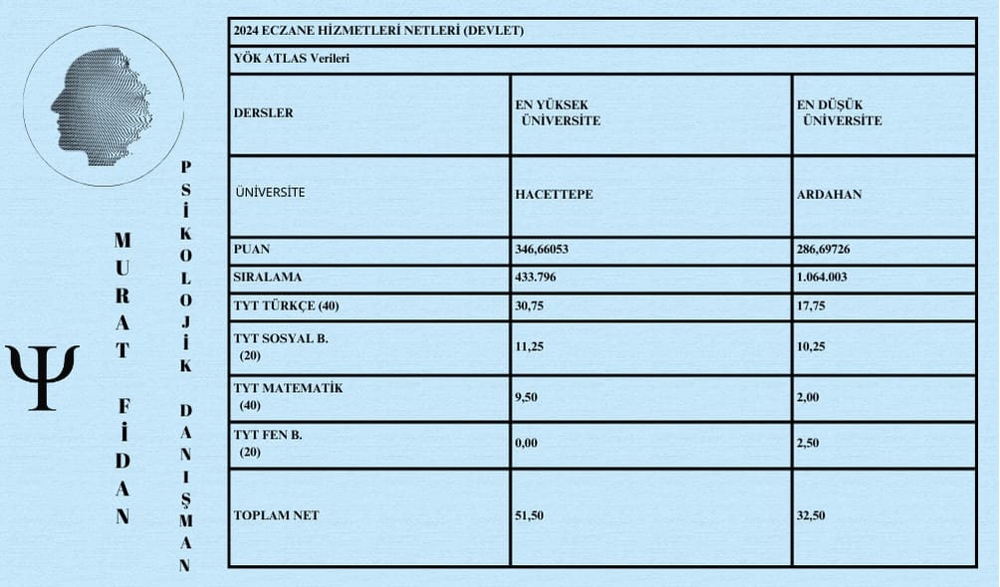 2024 ECZANE HİZMETLERİ NETLERİ (DEVLET)
YÖK ATLAS Verileri
DERSLER
EN YÜKSEK
ÜNİVERSİTE
EN DÜŞÜK
ÜNİVERSİTE
ÜNİVERSİTE
HACETTEPE
ARDAHAN
PUAN
346,66053
286,69726
SIRALAMA
433.796
1.064.003
TYT TÜRKÇE (40)
30,75
17,75
TYT SOSYAL B.
(20)
11,25
10,25
TYT MATEMATİK
(40)
9,50
2,00
TYT FEN B.
(20)
0,00
2,50
TOPLAM NET
51,50
32,50
MURAT FİDAN
PSİKOLOJİK DANIŞMAN
Ψ